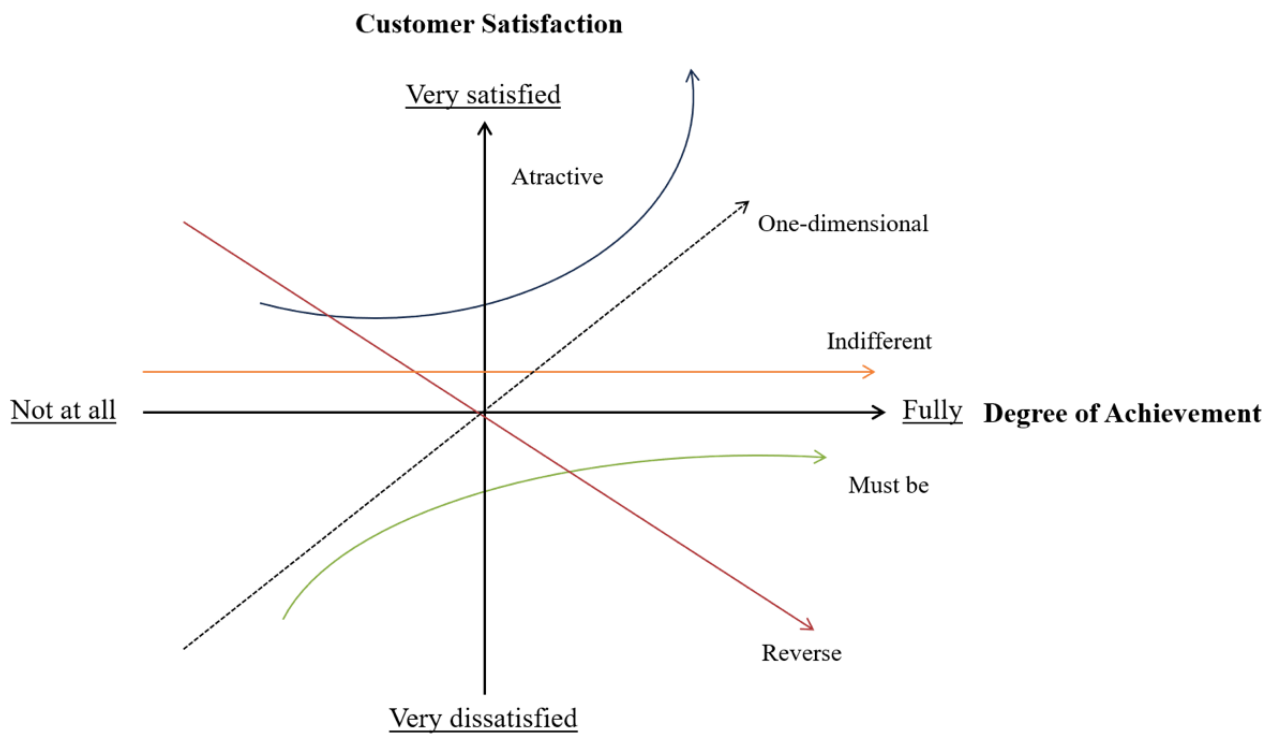 Customer Satisfaction
Very satisfied
Atractive
One-dimensional
Indifferent
Not at all
Fully
Degree of Achievement
Must be
Reverse
Very dissatisfied